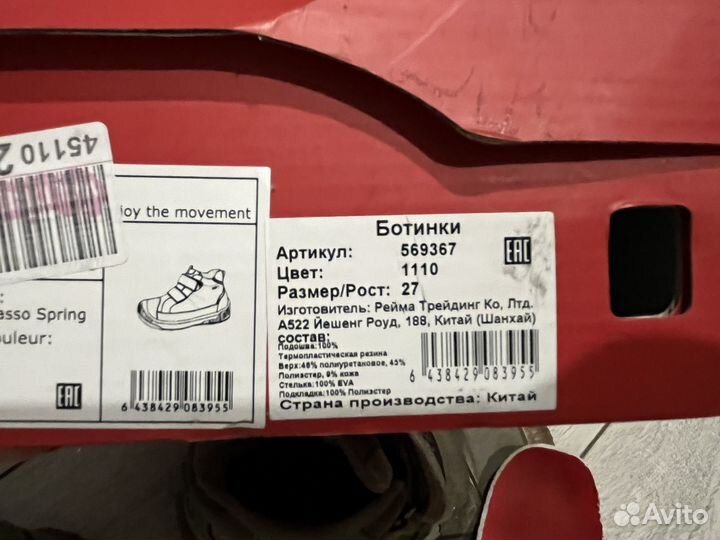 45110 2
joy the movement
asso Spring
ouleur:
EAC
6 438429 083955
Ботинки
Артикул: 569367
Цвет: 1110
Размер/Рост: 27
Изготовитель: Рейма Трейдинг Ко, Лтд.
А522 Йешенг Роуд, 188, Китай (Шанхай)
состав:
Подошва:100%
Термопластическая резина
Верх:46% полиуретановое, 45%
Полиэстер, 9% кожа
Стелька:100% EVA
Подкладка:100% Полиэстер
6 438429 083955
Страна производства: Китай
EAC
Avito